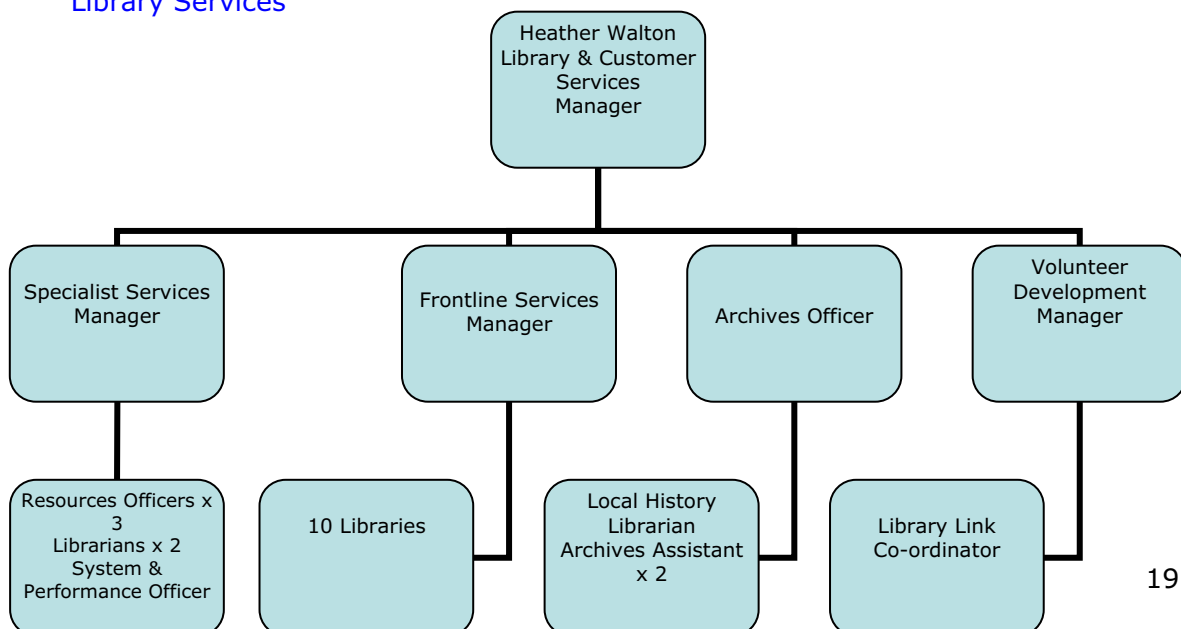 Library Services
Heather Walton
Library & Customer
Services
Manager
Specialist Services
Manager
Frontline Services
Manager
Archives Officer
Volunteer
Development
Manager
Resources Officers x
3
Librarians x 2
System &
Performance Officer
10 Libraries
Local History
Librarian
Archives Assistant
x 2
Library Link
Co-ordinator
19